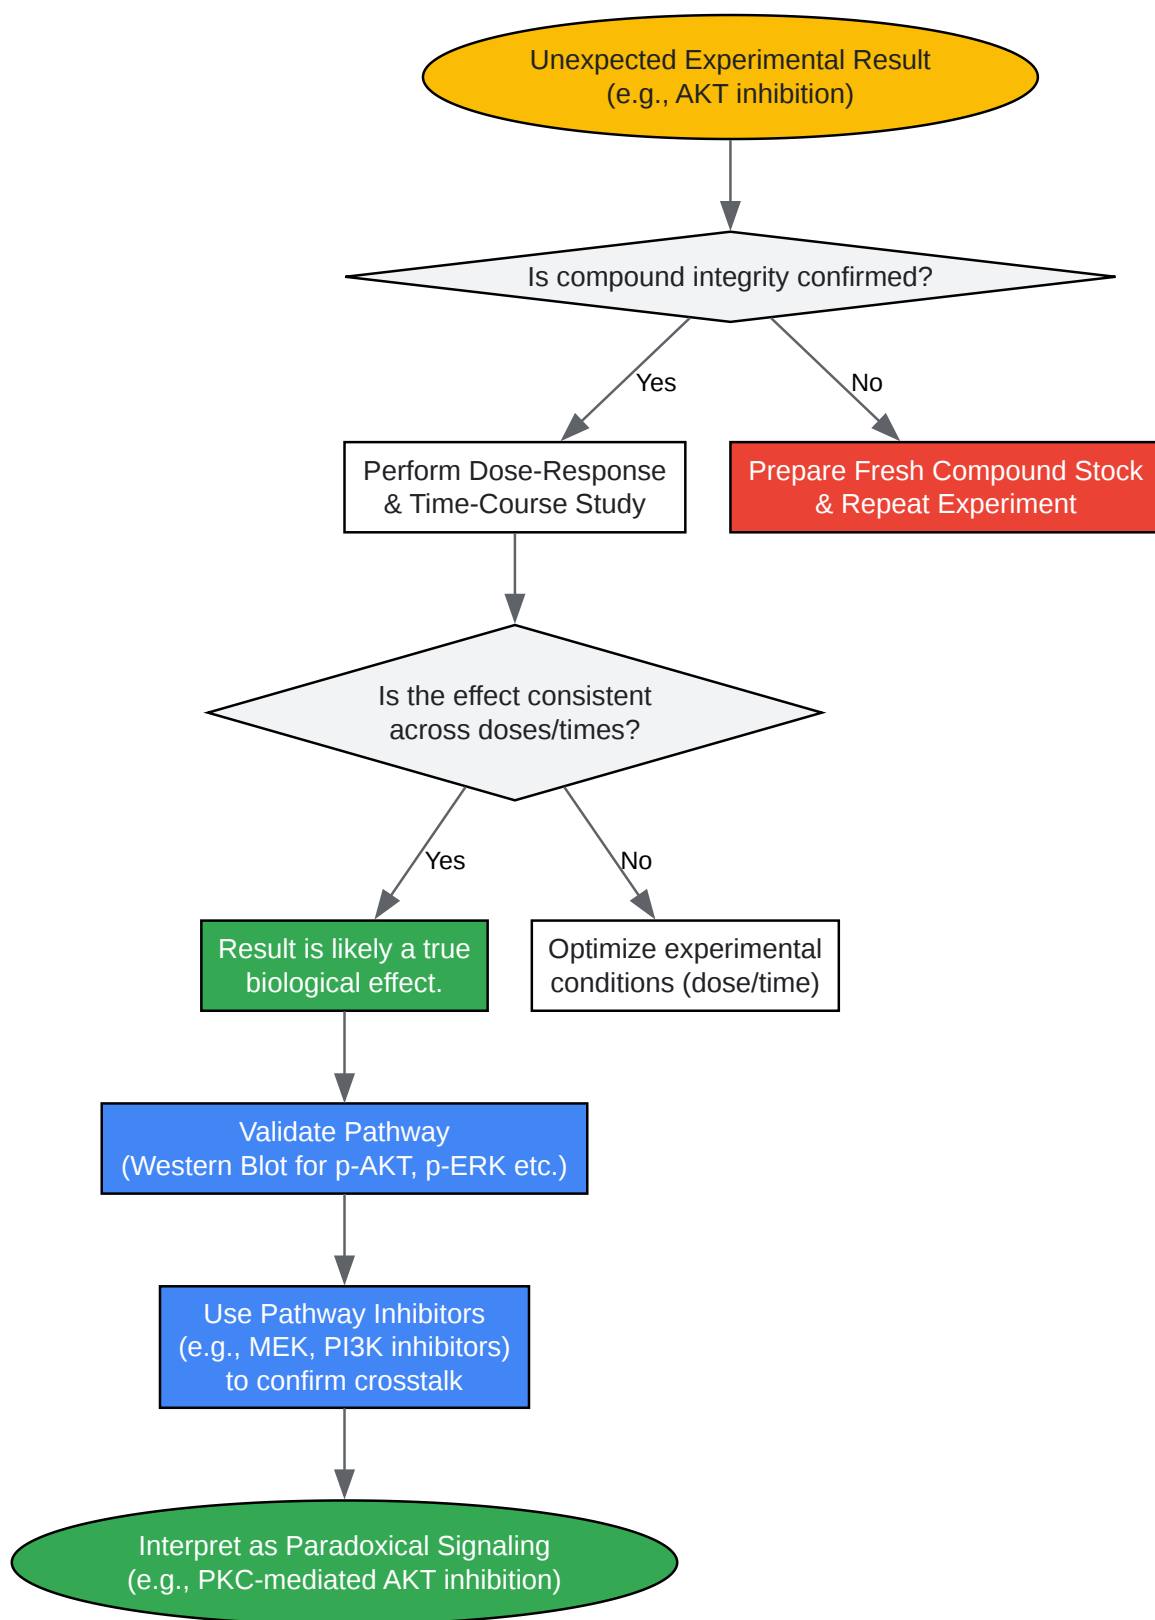 Unexpected Experimental Result
(e.g., AKT inhibition)
Is compound integrity confirmed?
Yes
No
Perform Dose-Response
& Time-Course Study
Prepare Fresh Compound Stock
& Repeat Experiment
Is the effect consistent
across doses/times?
Yes
No
Result is likely a true
biological effect.
Optimize experimental
conditions (dose/time)
Validate Pathway
(Western Blot for p-AKT, p-ERK etc.)
Use Pathway Inhibitors
(e.g., MEK, PI3K inhibitors)
to confirm crosstalk
Interpret as Paradoxical Signaling
(e.g., PKC-mediated AKT inhibition)